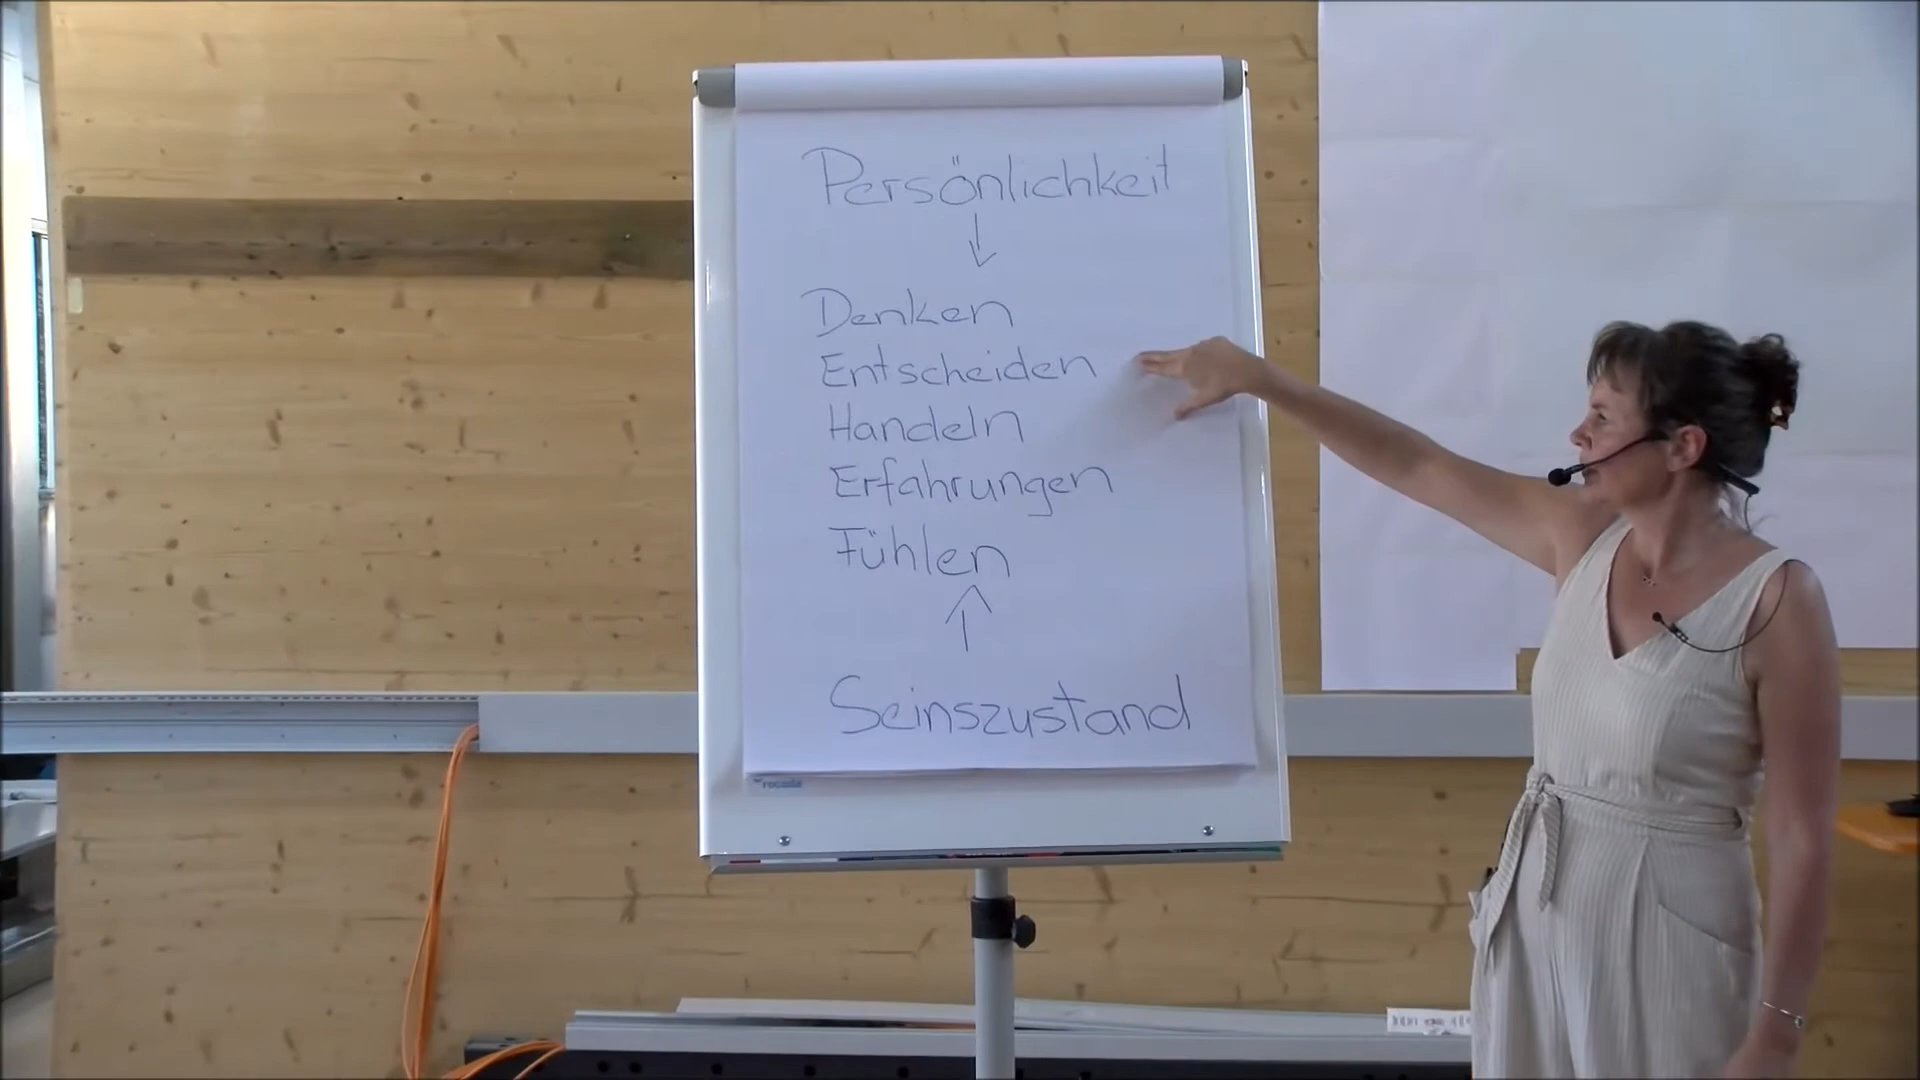 Persönlichkeit
↓
Denken
Entscheiden
Handeln
Erfahrungen
Fühlen
↑
Seinszustand